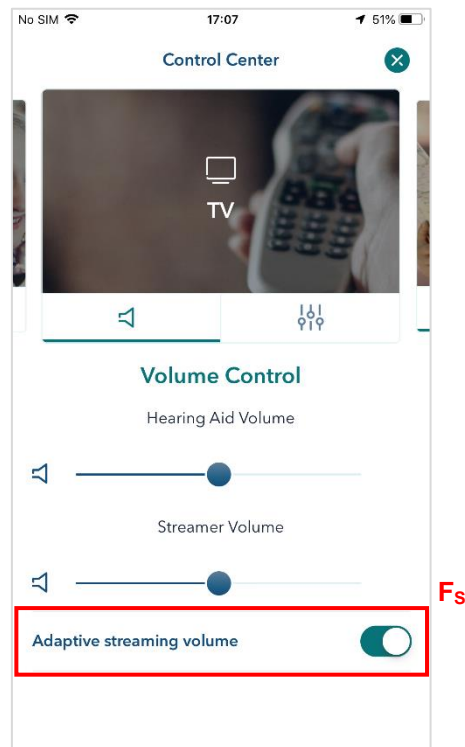 No SIM 17:07 51%
Control Center
TV
Volume Control
Hearing Aid Volume
Streamer Volume
Fs
Adaptive streaming volume